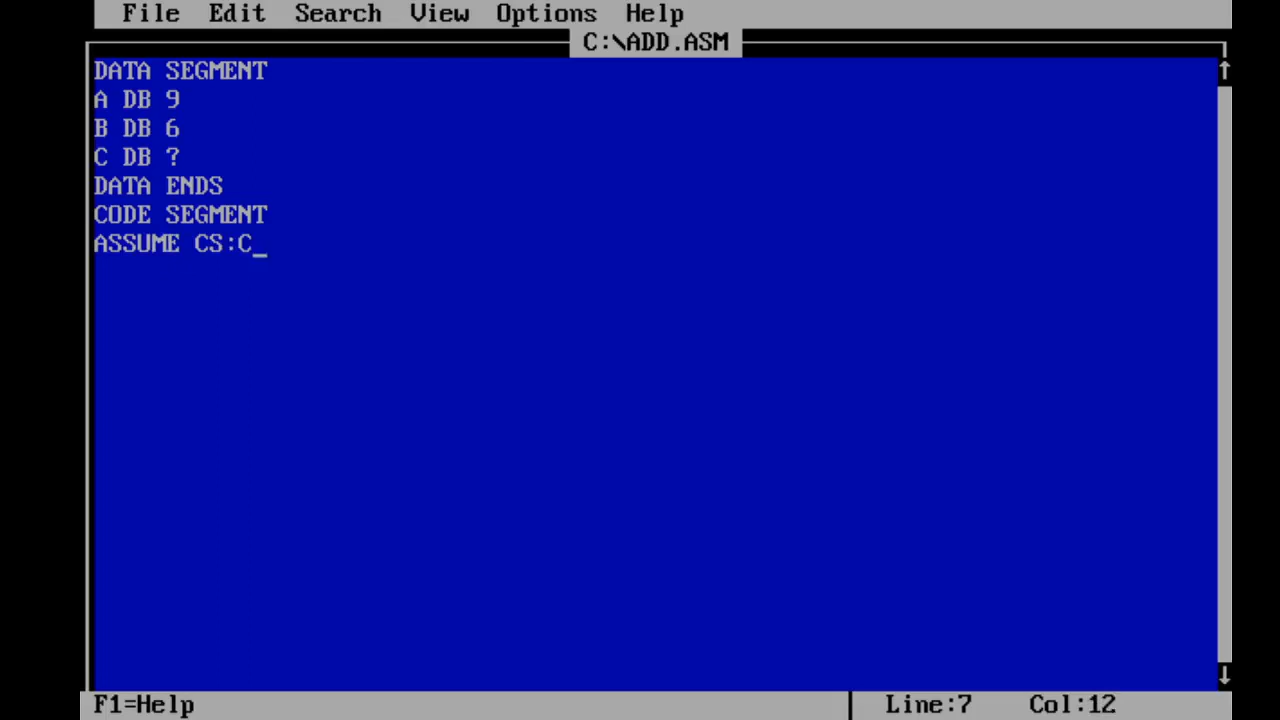 File Edit Search View Options Help
C:\ADD.ASM
DATA SEGMENT
A DB 9
B DB 6
C DB ?
DATA ENDS
CODE SEGMENT
ASSUME CS:C_
F1=Help Line:7 Col:12